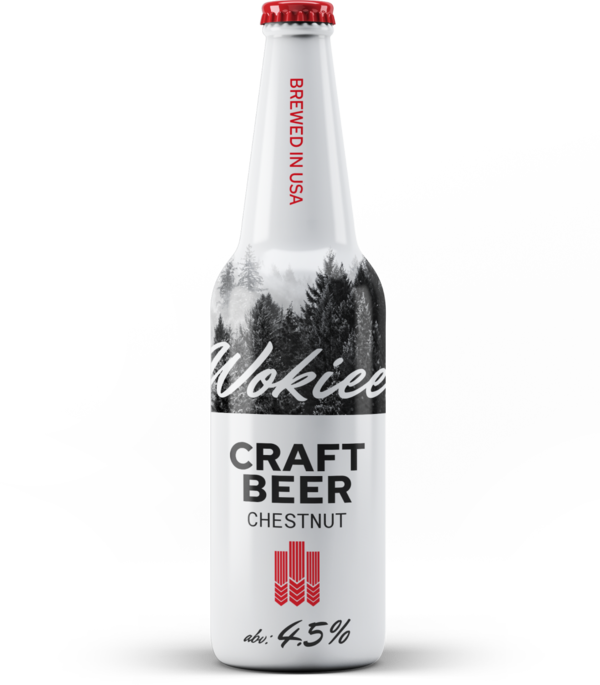 BREWED IN USA
Wokiee
CRAFT
BEER
CHESTNUT
abv: 4.5%